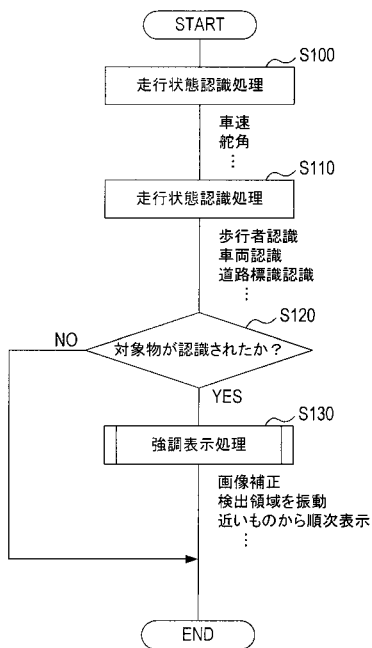 START
S100
走行状態認識処理
車速
舵角
⋮
S110
走行状態認識処理
歩行者認識
車両認識
道路標識認識
⋮
S120
対象物が認識されたか？
NO
YES
S130
強調表示処理
画像補正
検出領域を振動
近いものから順次表示
⋮
END